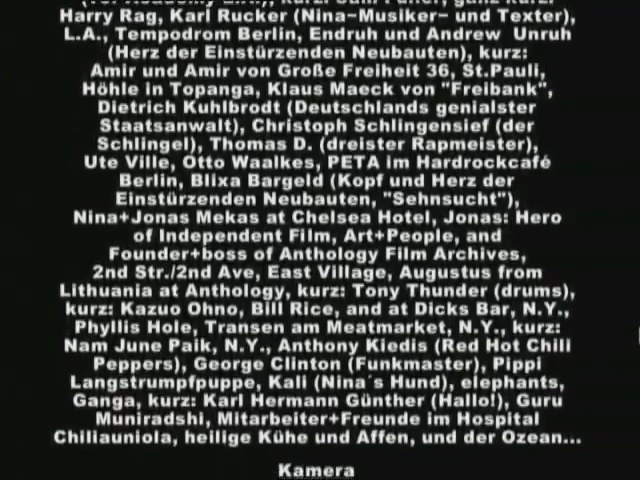 Harry Rag, Karl Rucker (Nina-Musiker- und Texter),
L.A., Tempodrom Berlin, Endruh and Andrew Unruh
(Herz der Einstürzenden Neubauten), kurz:
Amir und Amir von Große Freiheit 36, St.Pauli,
Höhle in Topanga, Klaus Maeck von "Freibank",
Dietrich Kuhlbrodt (Deutschlands genialster
Staatsanwalt), Christoph Schlingensief (der
Schlingel), Thomas D. (dreister Rapmeister),
Ute Ville, Otto Waalkes, PETA im Hardrockcafé
Berlin, Blixa Bargeld (Kopf und Herz der
Einstürzenden Neubauten, "Sehnsucht"),
Nina+Jonas Mekas at Chelsea Hotel, Jonas: Hero
of Independent Film, Art+People, and
Founder+boss of Anthology Film Archives,
2nd Str./2nd Ave, East Village, Augustus from
Lithuania at Anthology, kurz: Tony Thunder (drums),
kurz: Kazuo Ohno, Bill Rice, and at Dicks Bar, N.Y.,
Phyllis Hole, Transen am Meatmarket, N.Y., kurz:
Nam June Paik, N.Y., Anthony Kiedis (Red Hot Chili
Peppers), George Clinton (Funkmaster), Pippi
Langstrumpfpuppe, Kali (Nina´s Hund), elephants,
Ganga, kurz: Karl Hermann Günther (Hallo!), Guru
Muniradshi, Mitarbeiter+Freunde im Hospital
Chiliauniola, heilige Kühe und Affen, und der Ozean...
Kamera